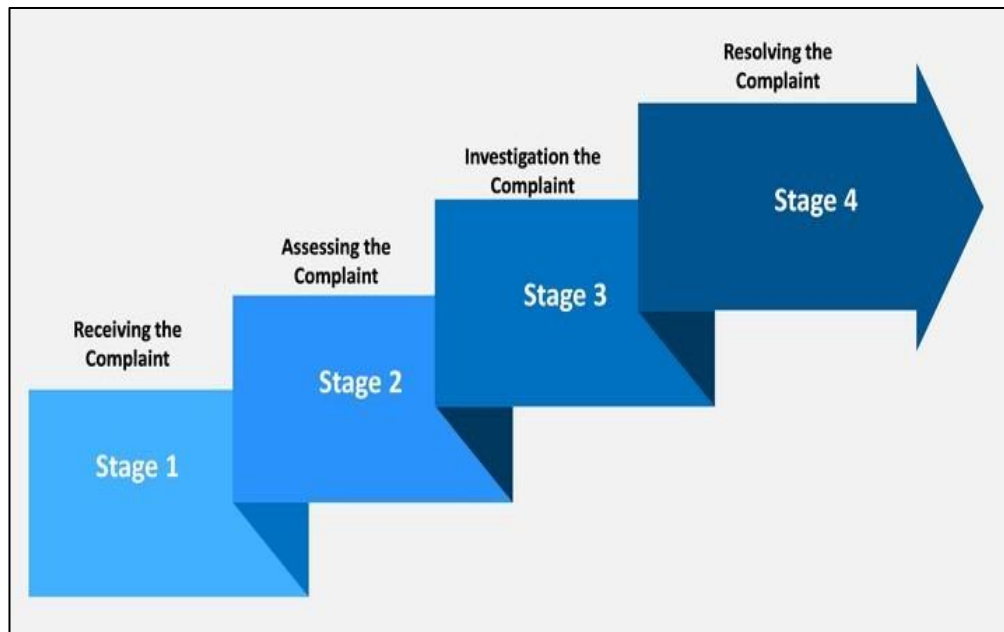 Receiving the
Complaint
Stage 1
Assessing the
Complaint
Stage 2
Investigation the
Complaint
Stage 3
Resolving the
Complaint
Stage 4